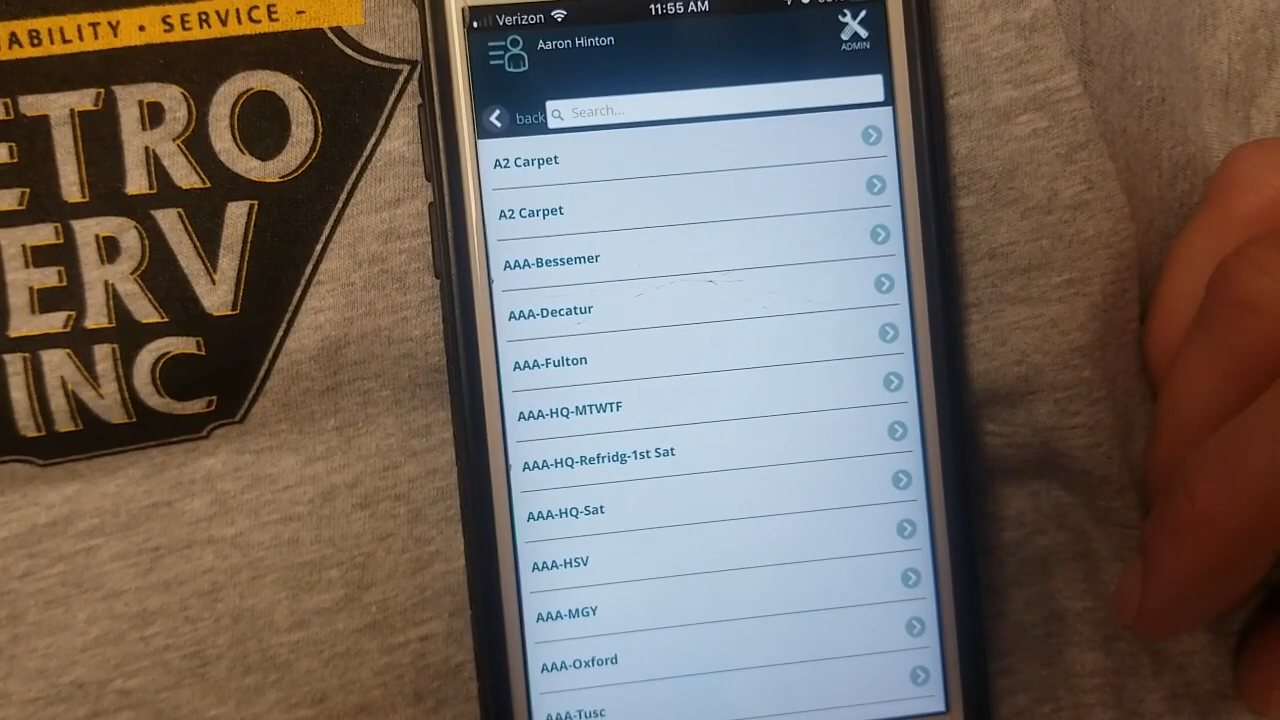 ABILITY • SERVICE –
ETRO
ERV
INC
Verizon
11:55 AM
Aaron Hinton
ADMIN
back
Search...
A2 Carpet
A2 Carpet
AAA-Bessemer
AAA-Decatur
AAA-Fulton
AAA-HQ-MTWTF
AAA-HQ-Refridg-1st Sat
AAA-HQ-Sat
AAA-HSV
AAA-MGY
AAA-Oxford
AAA-Tusc